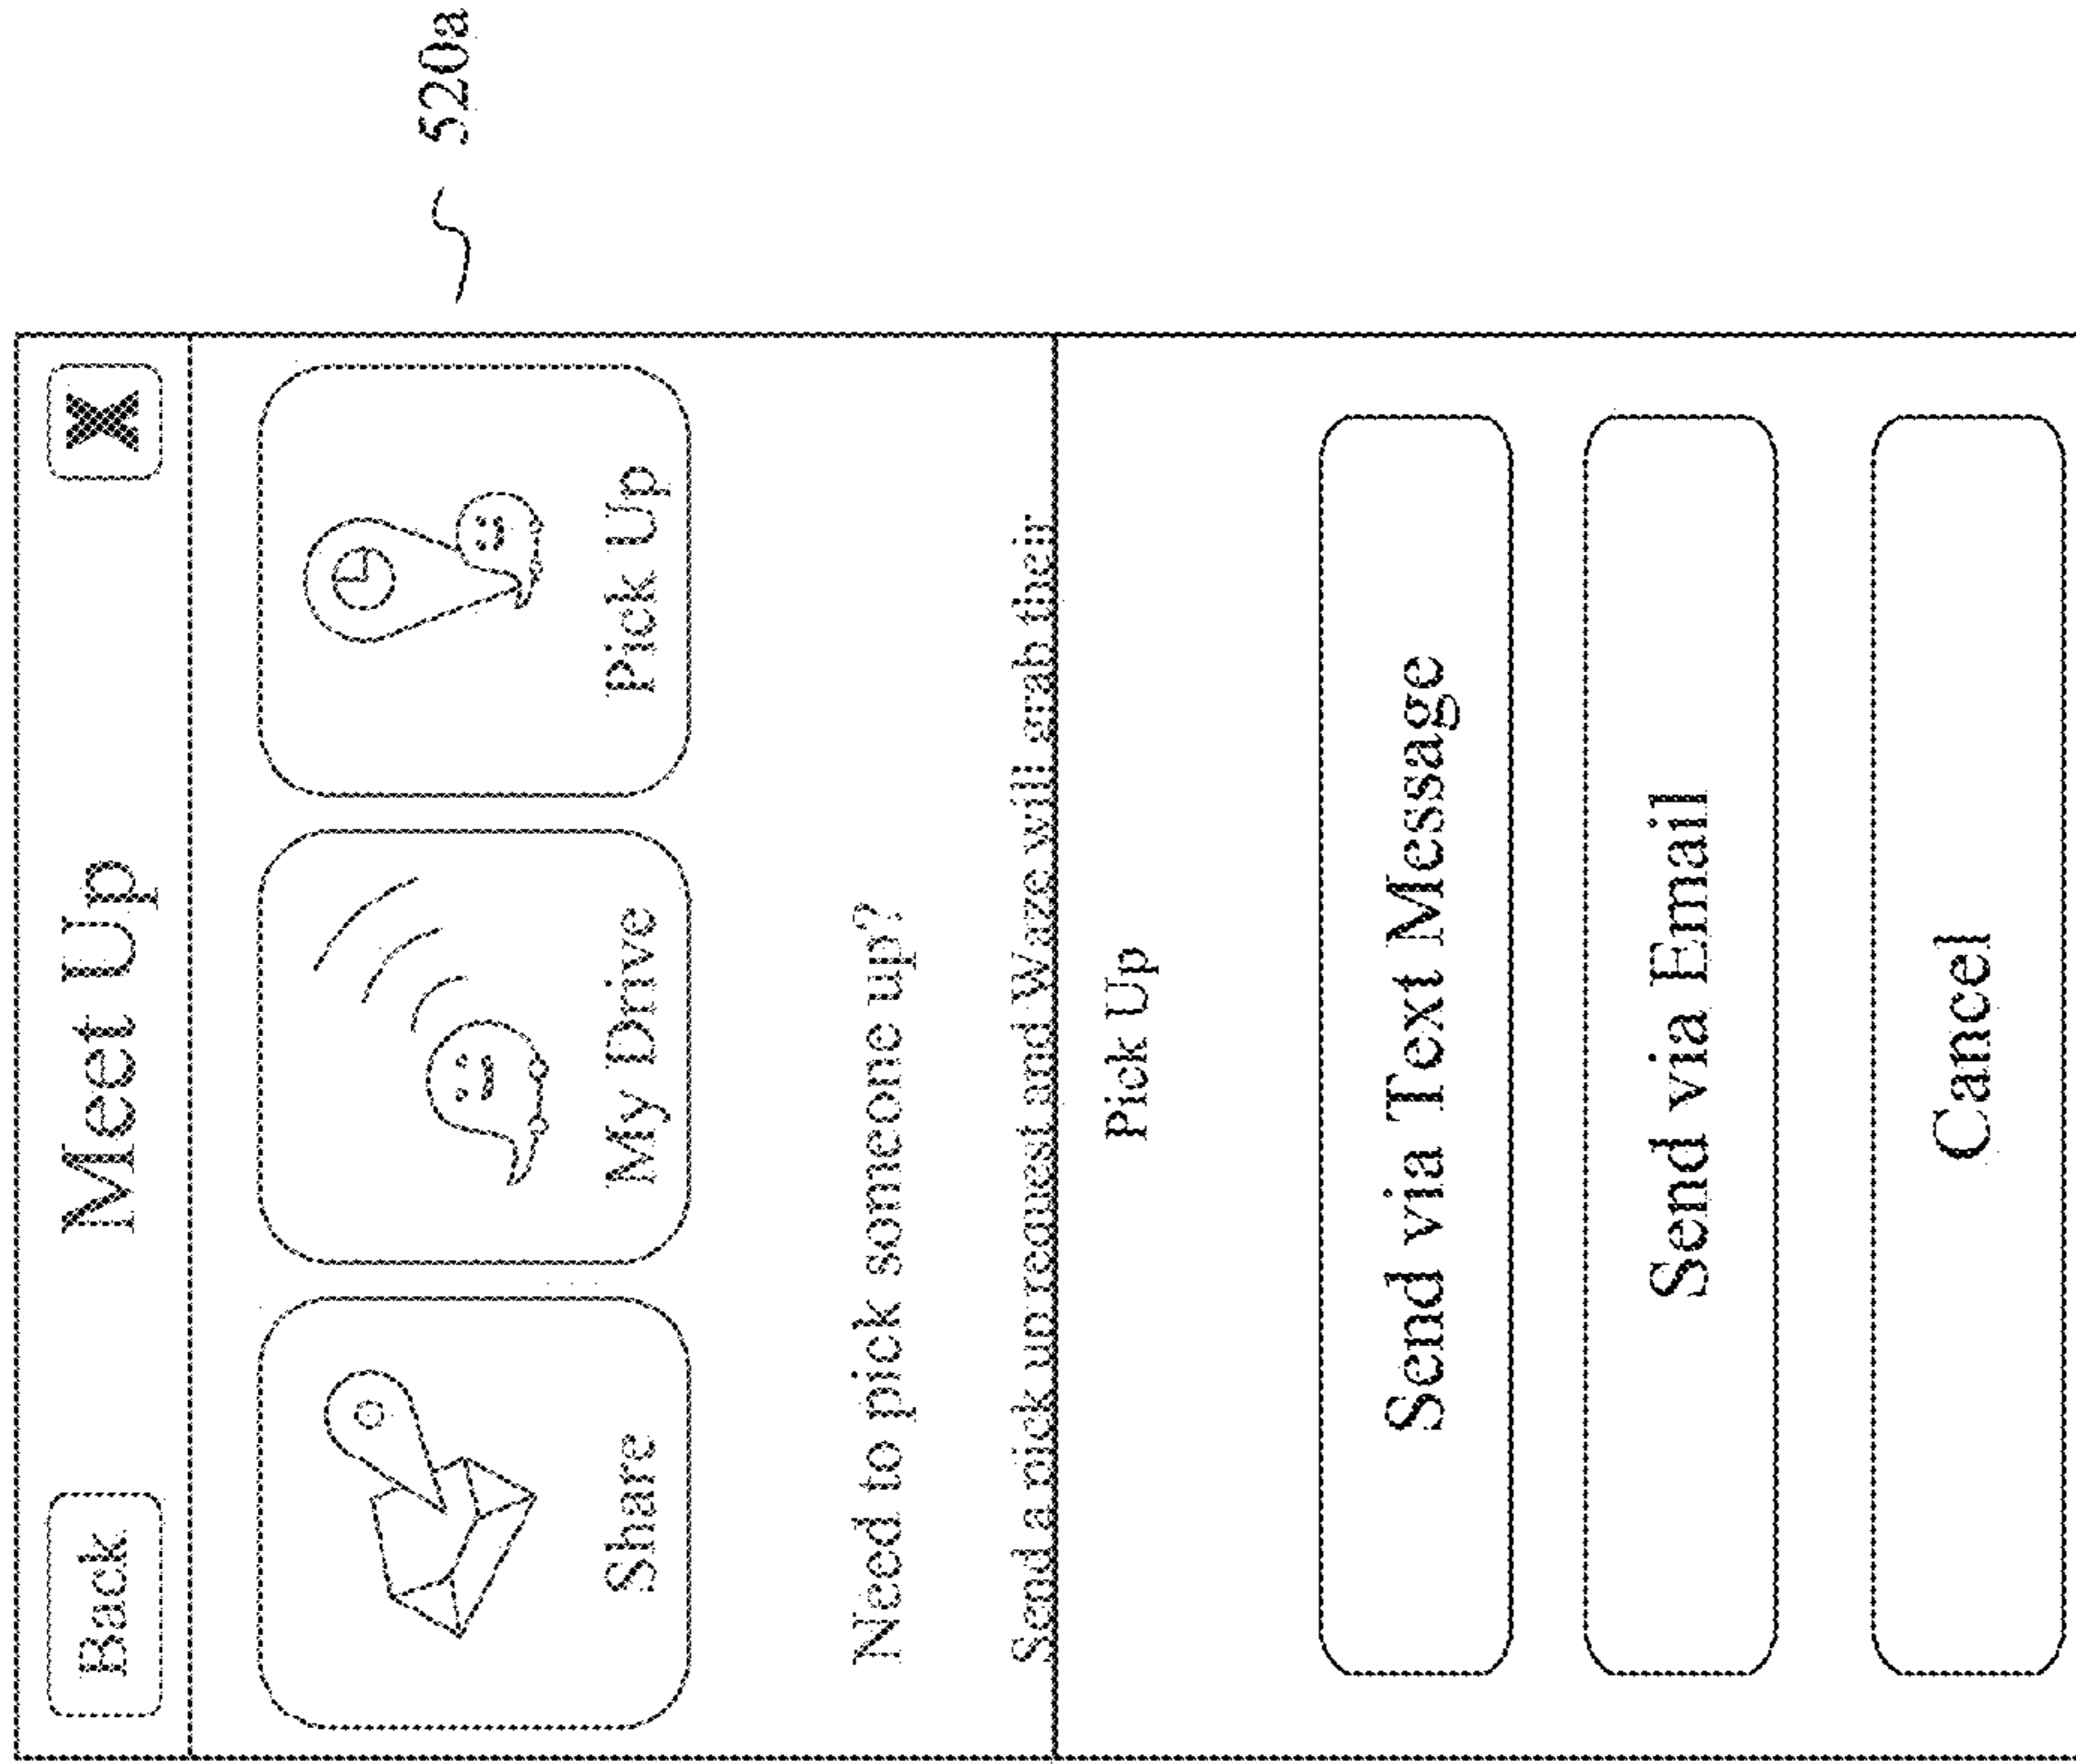 Back Meet Up X
520a
Share My Drive Pick Up
Need to pick someone up?
Send a pick up request and Waze will grab their
Pick Up
Send via Text Message
Send via Email
Cancel